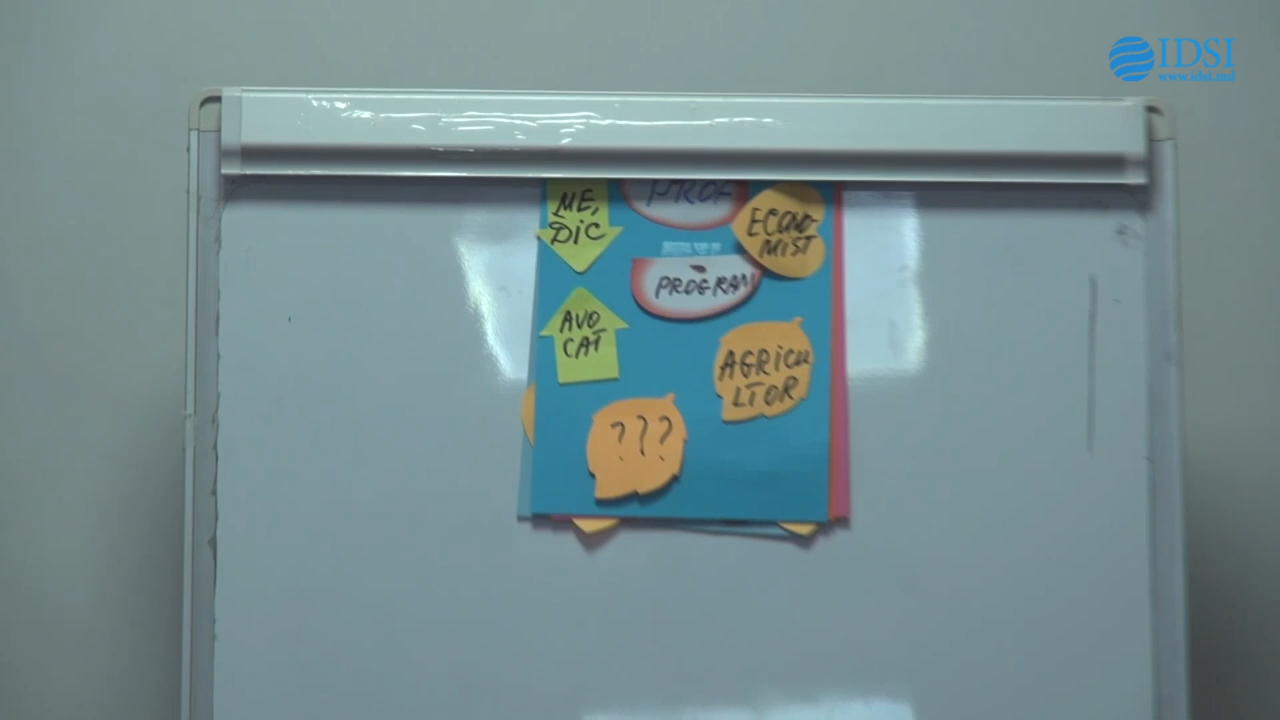 IDSI
www.idsi.md
ME,
DIC
PROF
ECONO-
MIST
PROGRAM
AVO
CAT
AGRICU
LTOR
???